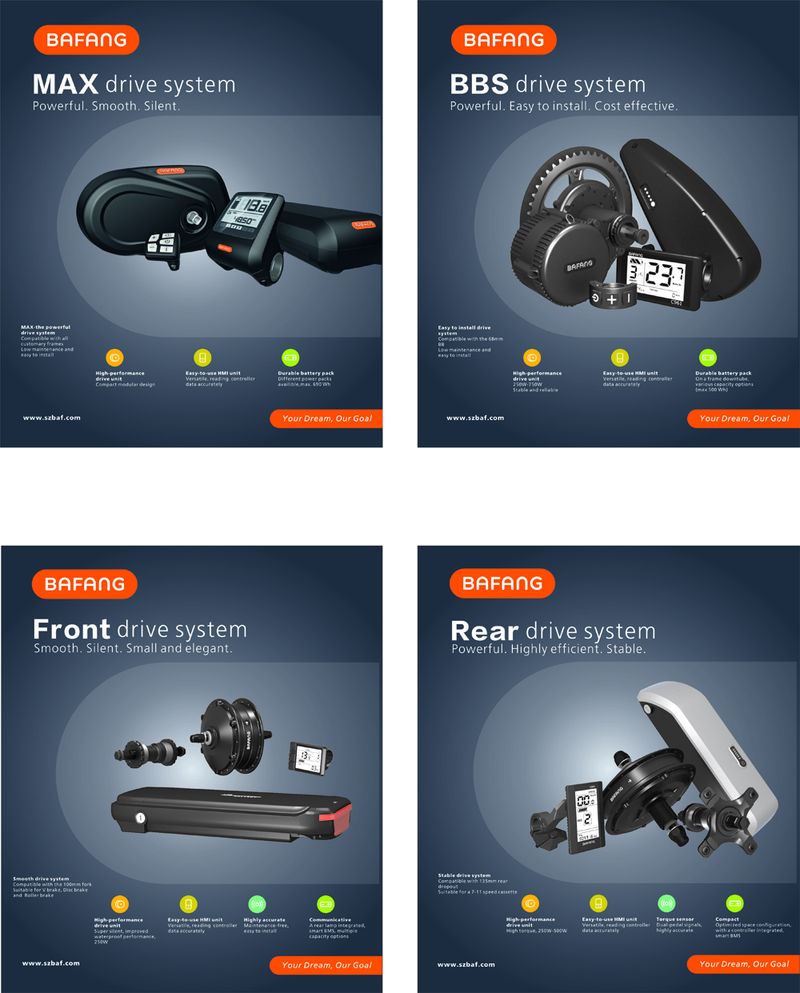 BAFANG
MAX drive system
Powerful. Smooth. Silent.
MAX-the powerful
drive system
Compatible with all
customary frames
Low maintenance and
easy to install
High-performance
drive unit
Compact modular design
Easy-to-use HMI unit
Versatile, reading controller
data accurately
Durable battery pack
Different power packs
availible,max. 690 Wh
www.szbaf.com
Your Dream, Our Goal
BAFANG
BBS drive system
Powerful. Easy to install. Cost effective.
BAFANG
BAFANG
Easy to install drive
system
Compatible with the 68mm
BB
Low maintenance and
easy to install
High-performance
drive unit
250W-750W
Stable and reliable
Easy-to-use HMI unit
Versatile, reading controller
data accurately
Durable battery pack
On a frame downtube,
various capacity options
(max.500 Wh)
www.szbaf.com
Your Dream, Our Goal
BAFANG
Front drive system
Smooth. Silent. Small and elegant.
BAFANG
Smooth drive system
Compatible with the 100mm fork
Suitable for V brake, Disc brake
and Roller brake
High-performance
drive unit
Super silent, improved
waterproof performance,
250W
Easy-to-use HMI unit
Versatile, reading controller
data accurately
Highly accurate
Maintenance-free,
easy to install
Communicative
A rear lamp integrated,
smart BMS, multiple
capacity options
www.szbaf.com
Your Dream, Our Goal
BAFANG
Rear drive system
Powerful. Highly efficient. Stable.
BAFANG
BAFANG
Stable drive system
Compatible with 135mm rear
dropout
Suitable for a 7-11 speed cassette
High-performance
drive unit
High torque, 250W-500W
Easy-to-use HMI unit
Versatile, reading controller
data accurately
Torque sensor
Dual-pedal signals,
highly accurate
Compact
Optimized space configuration,
with a controller integrated,
smart BMS
www.szbaf.com
Your Dream, Our Goal